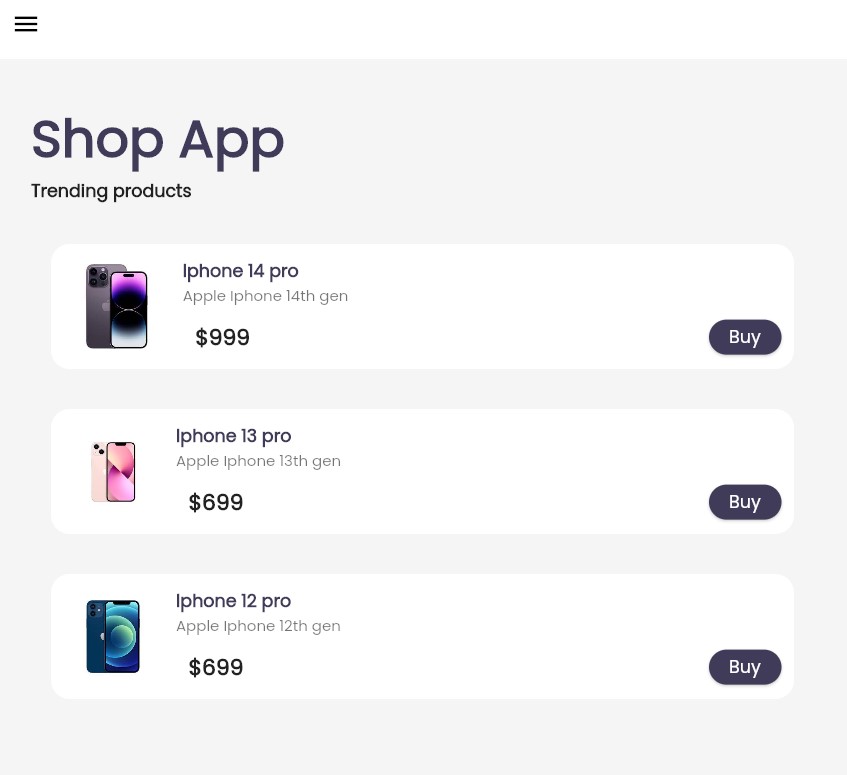 Shop App
Trending products
Iphone 14 pro
Apple Iphone 14th gen
$999
Buy
Iphone 13 pro
Apple Iphone 13th gen
$699
Buy
Iphone 12 pro
Apple Iphone 12th gen
$699
Buy